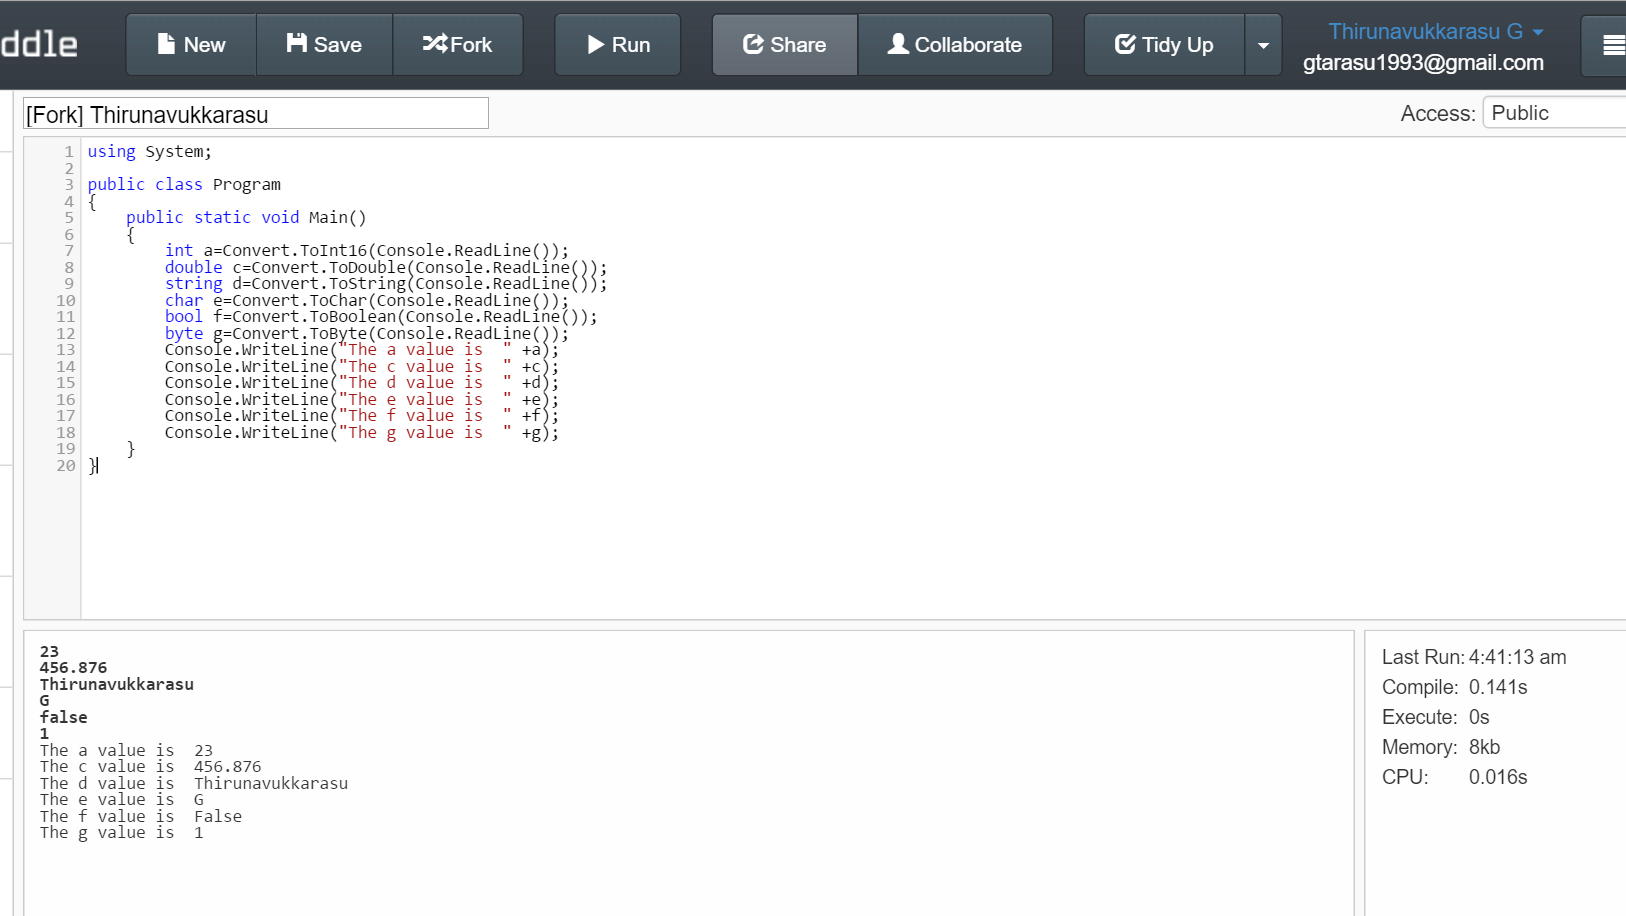 ddle
New
Save
Fork
Run
Share
Collaborate
Tidy Up
Thirunavukkarasu G
gtarasu1993@gmail.com
[Fork] Thirunavukkarasu
Access: Public
1 using System;
2
3 public class Program
4 {
5     public static void Main()
6     {
7         int a=Convert.ToInt16(Console.ReadLine());
8         double c=Convert.ToDouble(Console.ReadLine());
9         string d=Convert.ToString(Console.ReadLine());
10         char e=Convert.ToChar(Console.ReadLine());
11         bool f=Convert.ToBoolean(Console.ReadLine());
12         byte g=Convert.ToByte(Console.ReadLine());
13         Console.WriteLine("The a value is  " +a);
14         Console.WriteLine("The c value is  " +c);
15         Console.WriteLine("The d value is  " +d);
16         Console.WriteLine("The e value is  " +e);
17         Console.WriteLine("The f value is  " +f);
18         Console.WriteLine("The g value is  " +g);
19     }
20 }
23
456.876
Thirunavukkarasu
G
false
1
The a value is  23
The c value is  456.876
The d value is  Thirunavukkarasu
The e value is  G
The f value is  False
The g value is  1
Last Run: 4:41:13 am
Compile: 0.141s
Execute: 0s
Memory: 8kb
CPU: 0.016s